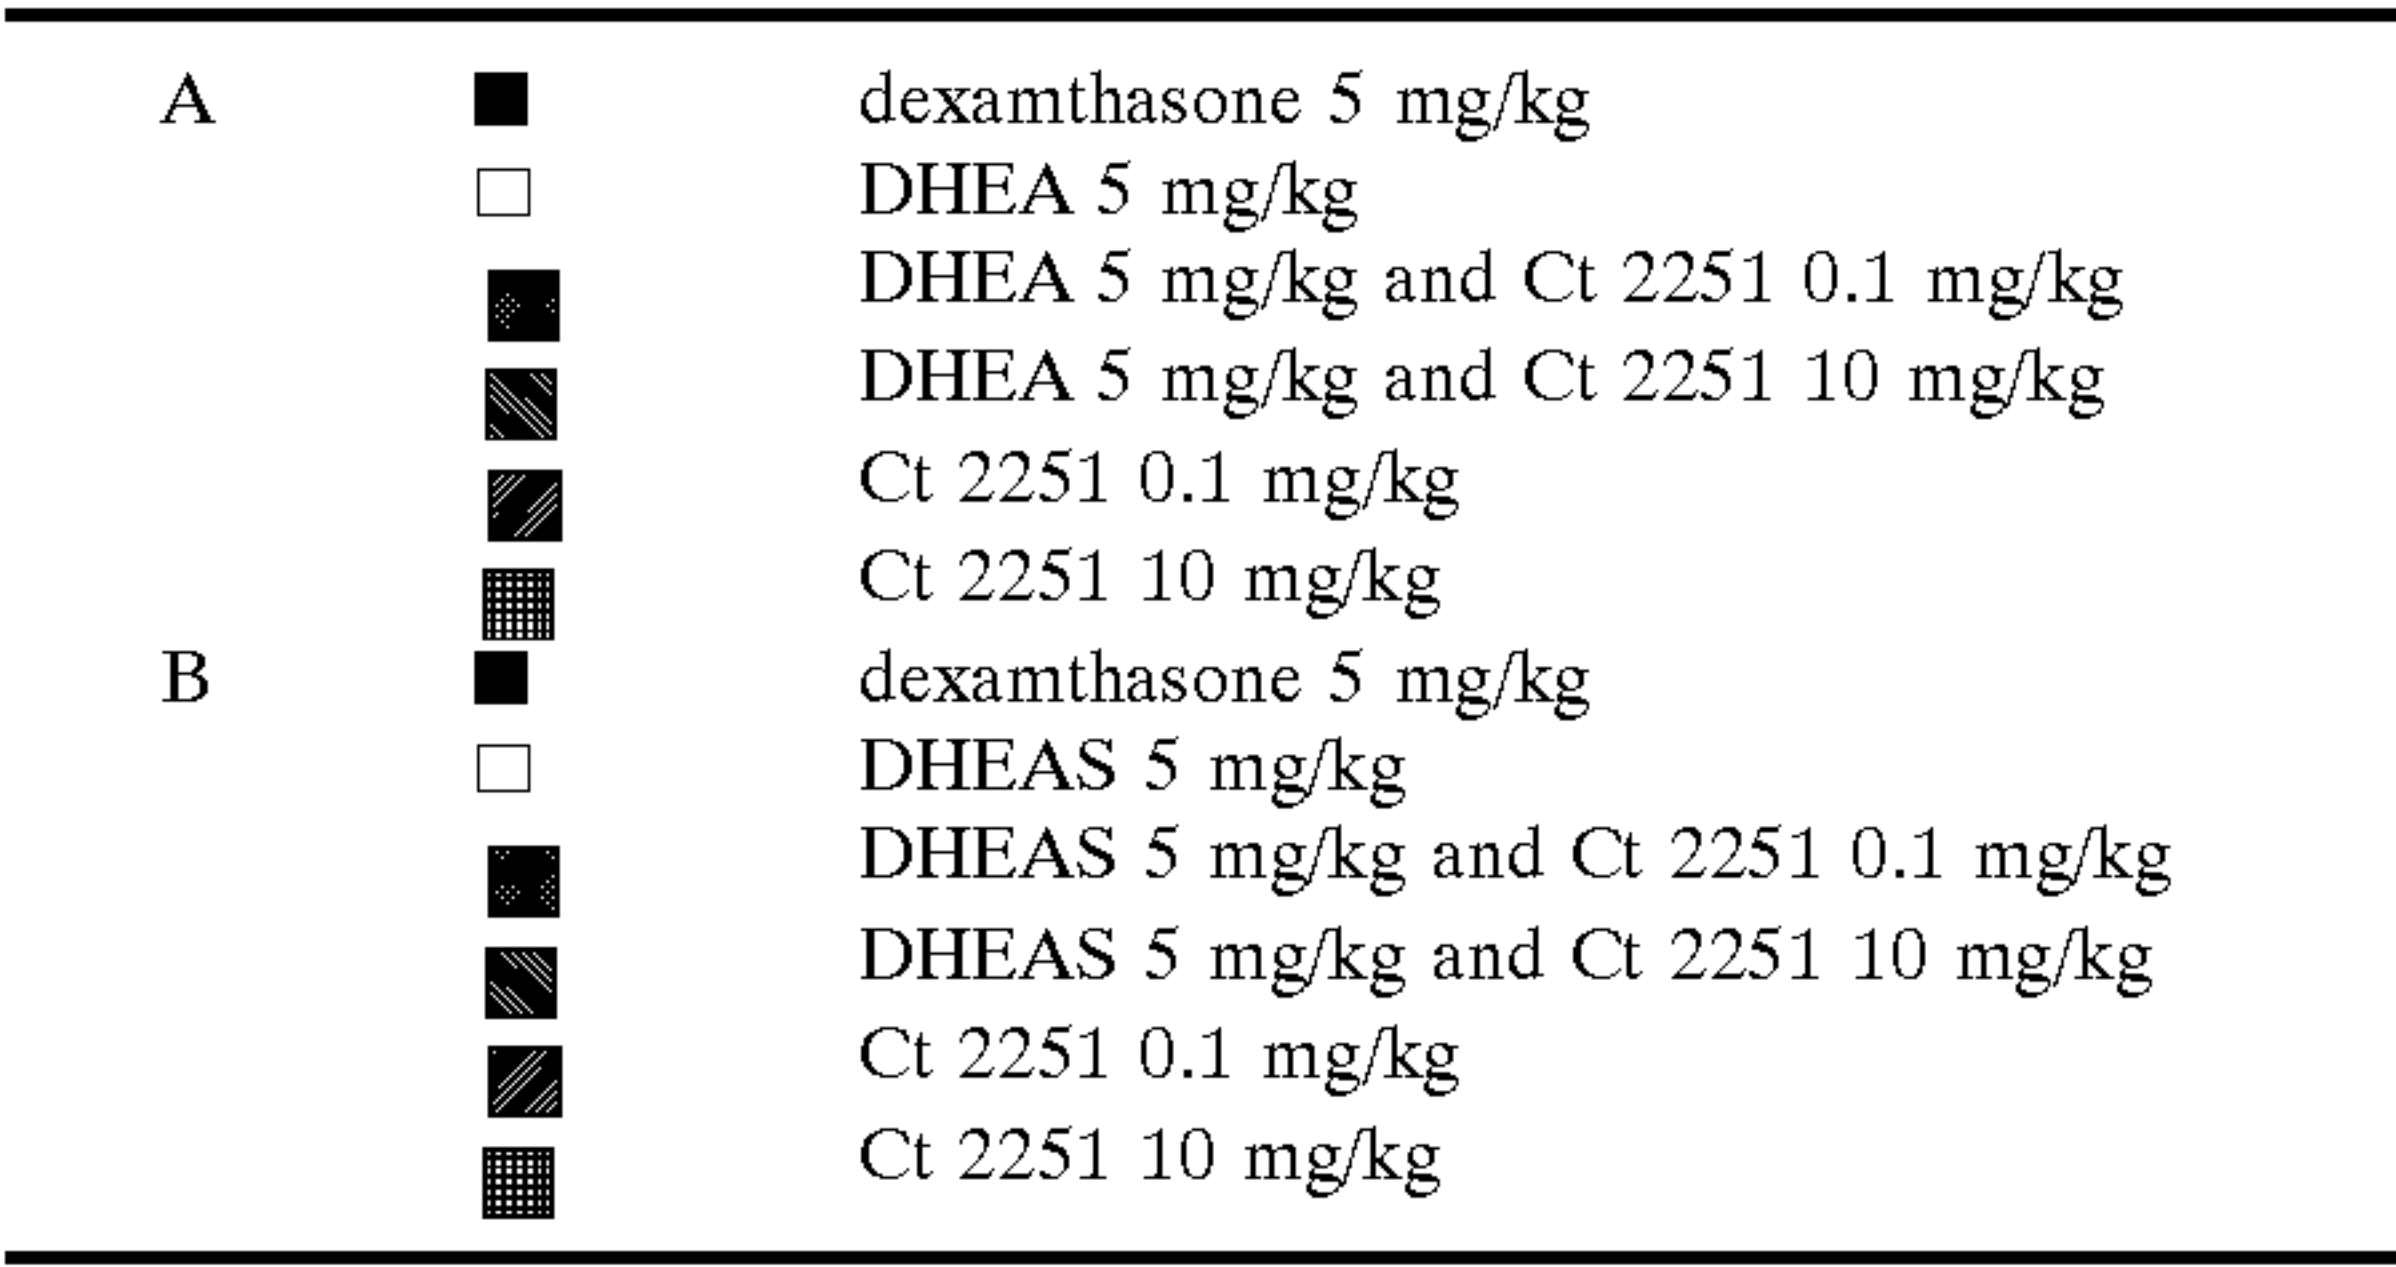 A dexamthasone 5 mg/kg
DHEA 5 mg/kg
DHEA 5 mg/kg and Ct 2251 0.1 mg/kg
DHEA 5 mg/kg and Ct 2251 10 mg/kg
Ct 2251 0.1 mg/kg
Ct 2251 10 mg/kg
B dexamthasone 5 mg/kg
DHEAS 5 mg/kg
DHEAS 5 mg/kg and Ct 2251 0.1 mg/kg
DHEAS 5 mg/kg and Ct 2251 10 mg/kg
Ct 2251 0.1 mg/kg
Ct 2251 10 mg/kg